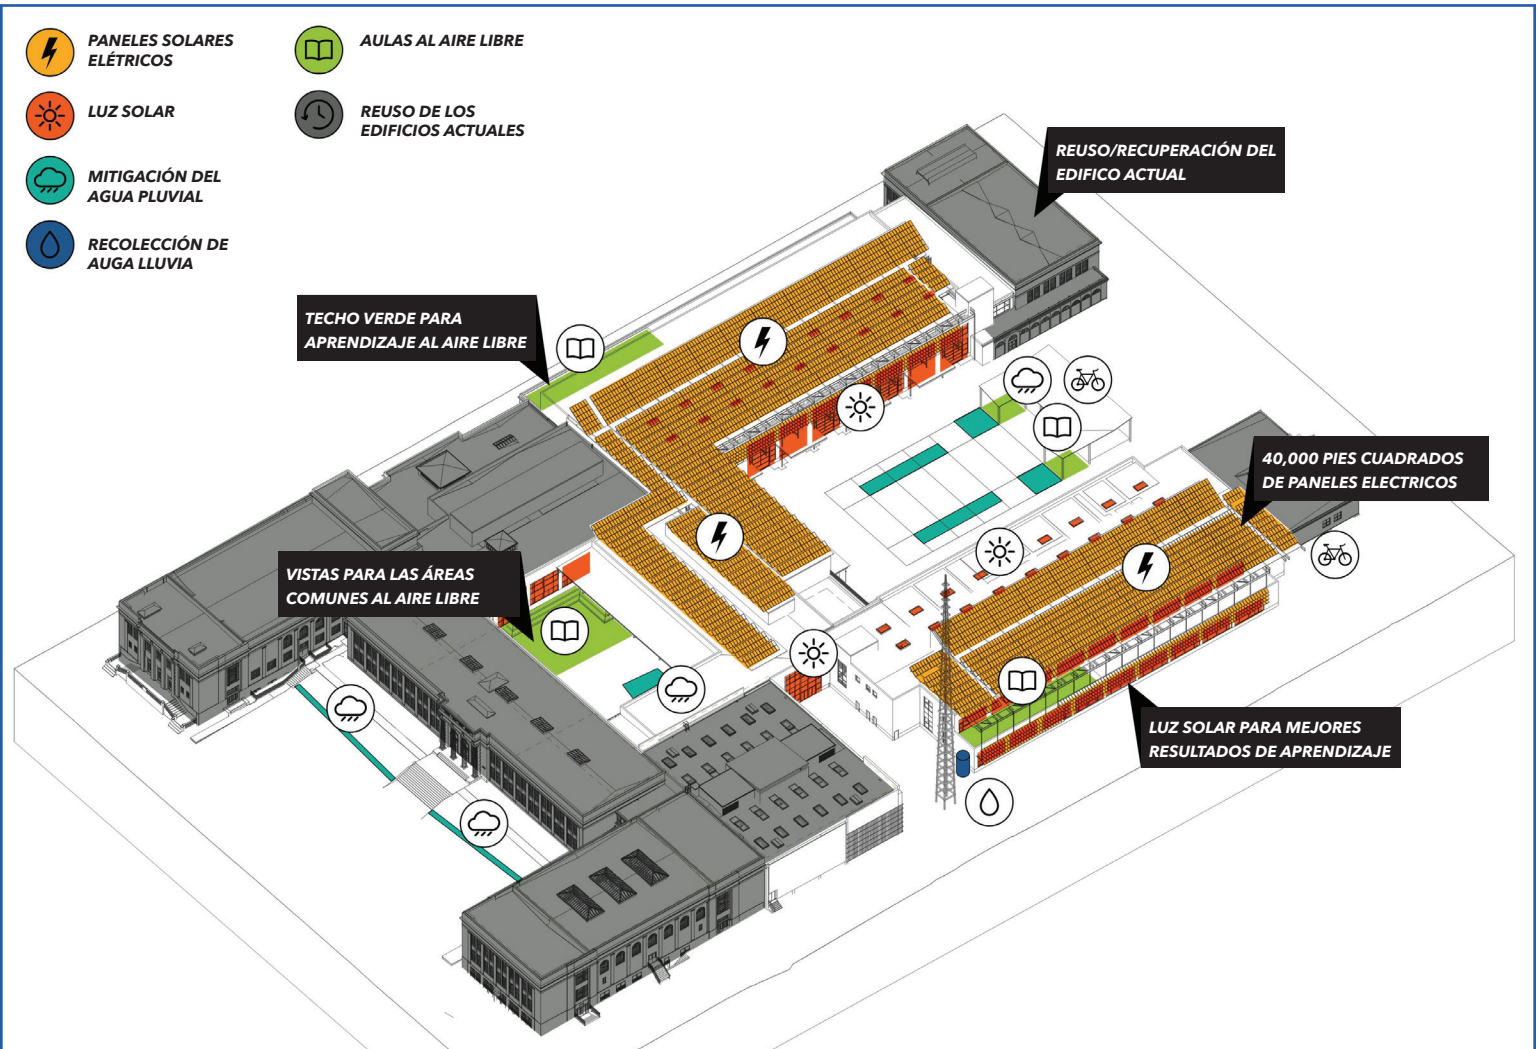 PANELES SOLARES
ELÉTRICOS
LUZ SOLAR
MITIGACIÓN DEL
AGUA PLUVIAL
RECOLECCIÓN DE
AUGA LLUVIA
AULAS AL AIRE LIBRE
REUSO DE LOS
EDIFICIOS ACTUALES
REUSO/RECUPERACIÓN DEL
EDIFICO ACTUAL
TECHO VERDE PARA
APRENDIZAJE AL AIRE LIBRE
40,000 PIES CUADRADOS
DE PANELES ELECTRICOS
VISTAS PARA LAS ÁREAS
COMUNES AL AIRE LIBRE
LUZ SOLAR PARA MEJORES
RESULTADOS DE APRENDIZAJE